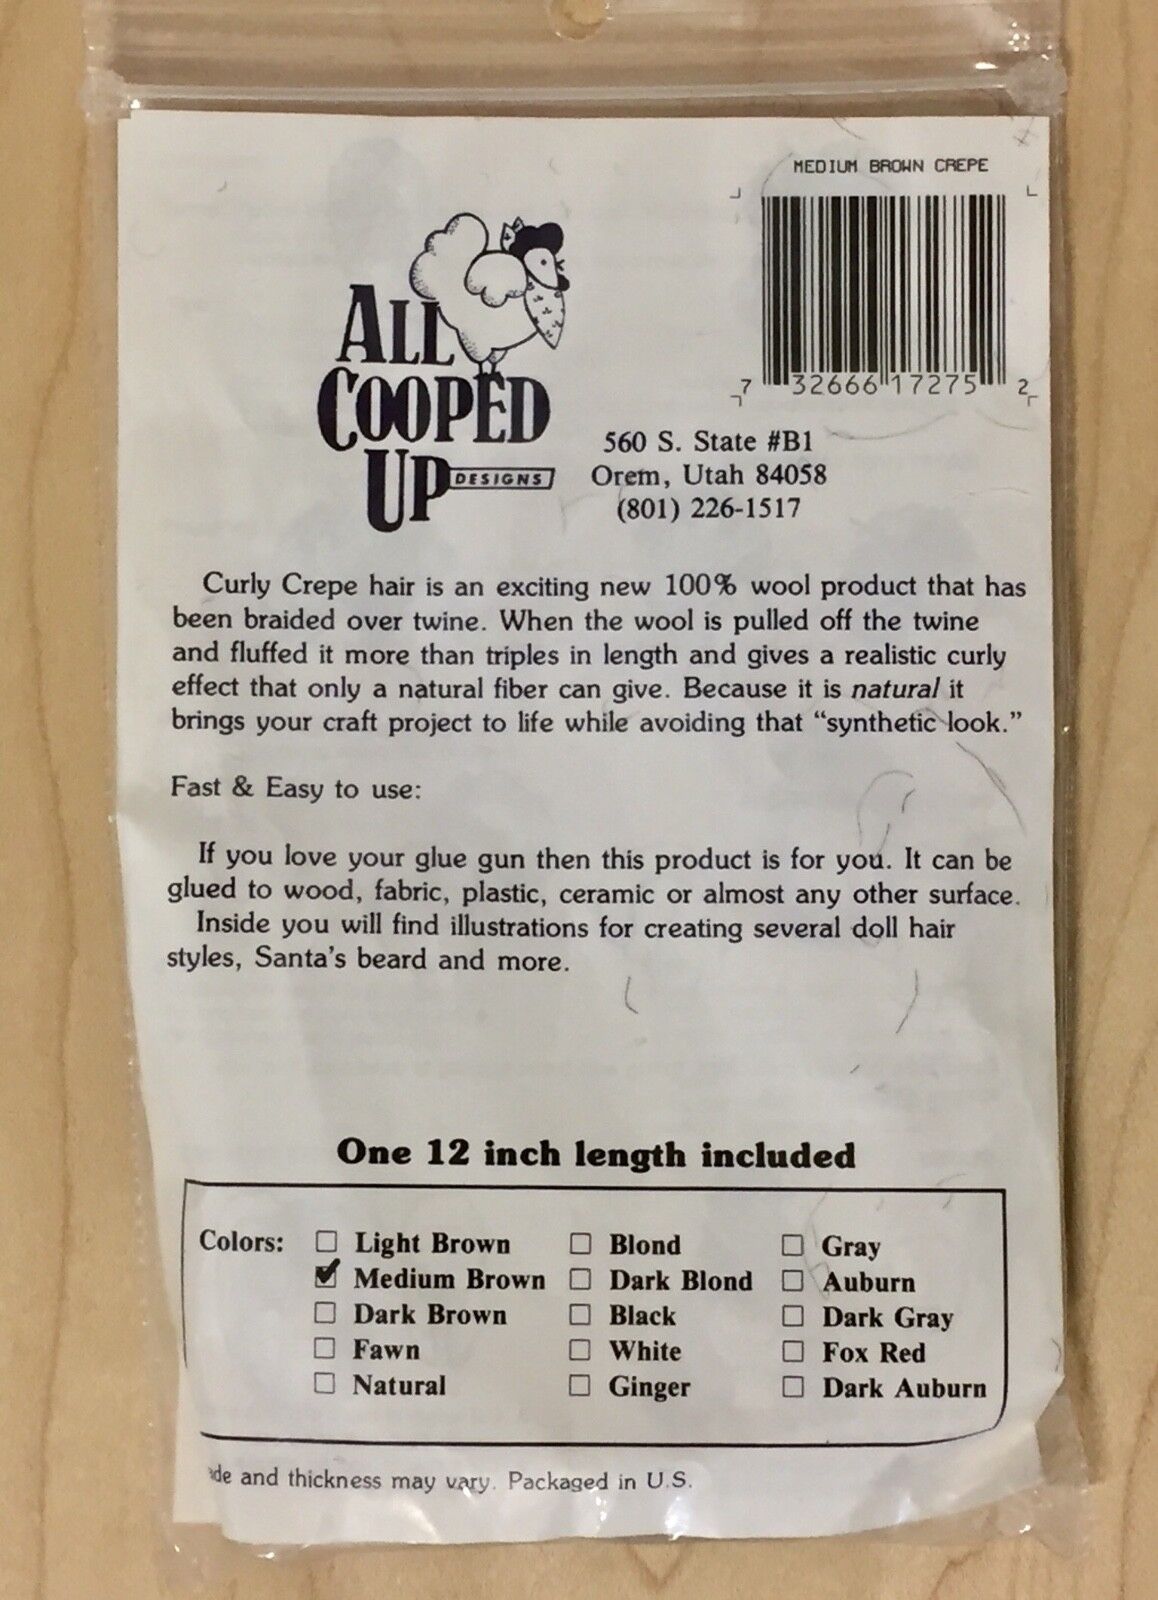 MEDIUM BROWN CREPE
7 32666 17275 2
ALL
COOPED
UP DESIGNS
560 S. State #B1
Orem, Utah 84058
(801) 226-1517
Curly Crepe hair is an exciting new 100% wool product that has
been braided over twine. When the wool is pulled off the twine
and fluffed it more than triples in length and gives a realistic curly
effect that only a natural fiber can give. Because it is natural it
brings your craft project to life while avoiding that “synthetic look.”
Fast & Easy to use:
If you love your glue gun then this product is for you. It can be
glued to wood, fabric, plastic, ceramic or almost any other surface.
Inside you will find illustrations for creating several doll hair
styles, Santa's beard and more.
One 12 inch length included
Colors: Light Brown Blond Gray
Medium Brown Dark Blond Auburn
Dark Brown Black Dark Gray
Fawn White Fox Red
Natural Ginger Dark Auburn
and thickness may vary. Packaged in U.S.